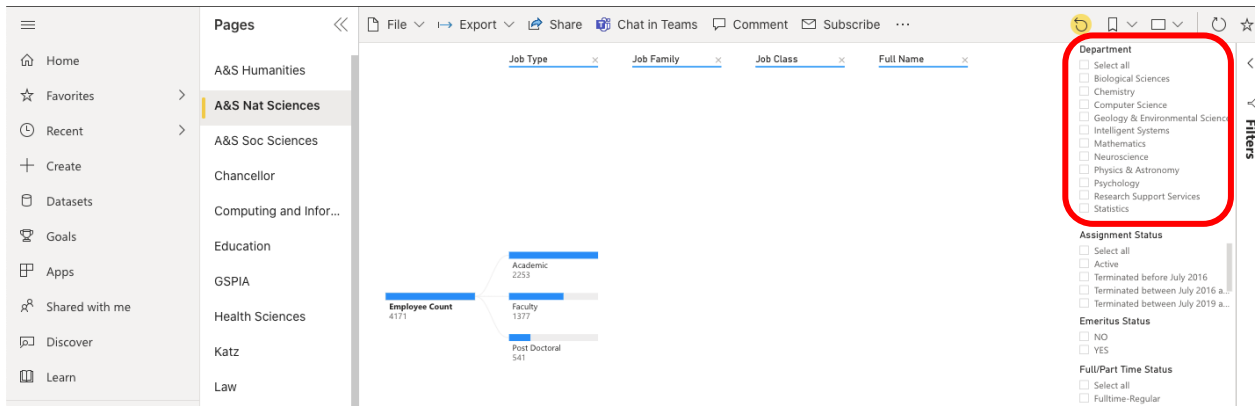 Home
Favorites
Recent
Create
Datasets
Goals
Apps
Shared with me
Discover
Learn
Pages
A&S Humanities
A&S Nat Sciences
A&S Soc Sciences
Chancellor
Computing and Infor...
Education
GSPIA
Health Sciences
Katz
Law
File Export Share Chat in Teams Comment Subscribe ...
Job Type Job Family Job Class Full Name
Employee Count
4171
Academic
2253
Faculty
1377
Post Doctoral
541
Department
Select all
Biological Sciences
Chemistry
Computer Science
Geology & Environmental Science
Intelligent Systems
Mathematics
Neuroscience
Physics & Astronomy
Psychology
Research Support Services
Statistics
Assignment Status
Select all
Active
Terminated before July 2016
Terminated between July 2016 a...
Terminated between July 2019 a...
Emeritus Status
NO
YES
Full/Part Time Status
Select all
Fulltime-Regular
Filters